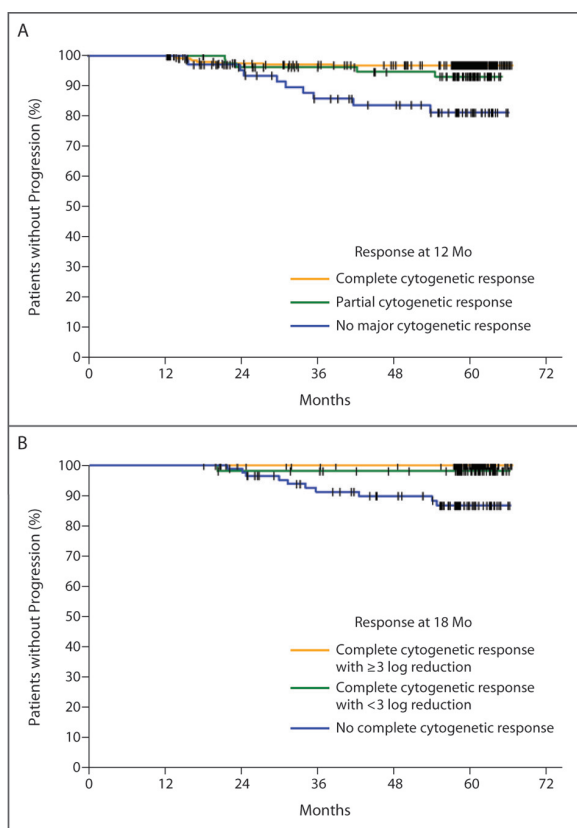 A
100
90
80
70
60
50
40
30
20
10
0
Patients without Progression (%)
Response at 12 Mo
Complete cytogenetic response
Partial cytogenetic response
No major cytogenetic response
0 12 24 36 48 60 72
Months
B
100
90
80
70
60
50
40
30
20
10
0
Patients without Progression (%)
Response at 18 Mo
Complete cytogenetic response
with ≥3 log reduction
Complete cytogenetic response
with <3 log reduction
No complete cytogenetic response
0 12 24 36 48 60 72
Months